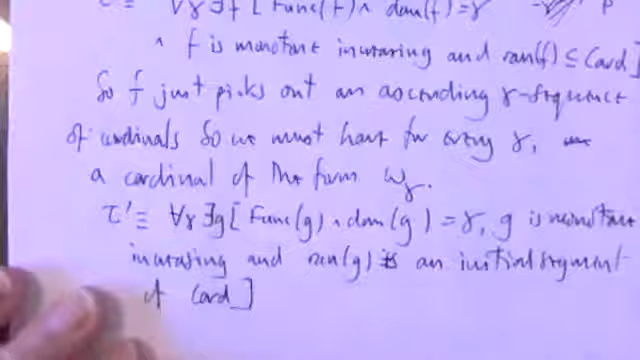 τ ≡ ∀γ ∃f [ Func(f) ∧ dom(f) = γ
∧ f is monotone increasing and ran(f) ⊆ Card]
So f just picks out an ascending γ-sequence
of cardinals So we must have for every γ,
a cardinal of the form ω_γ.
τ' ≡ ∀γ ∃g [ Func(g) ∧ dom(g) = γ, g is monotone
increasing and ran(g) is an initial segment
of Card]